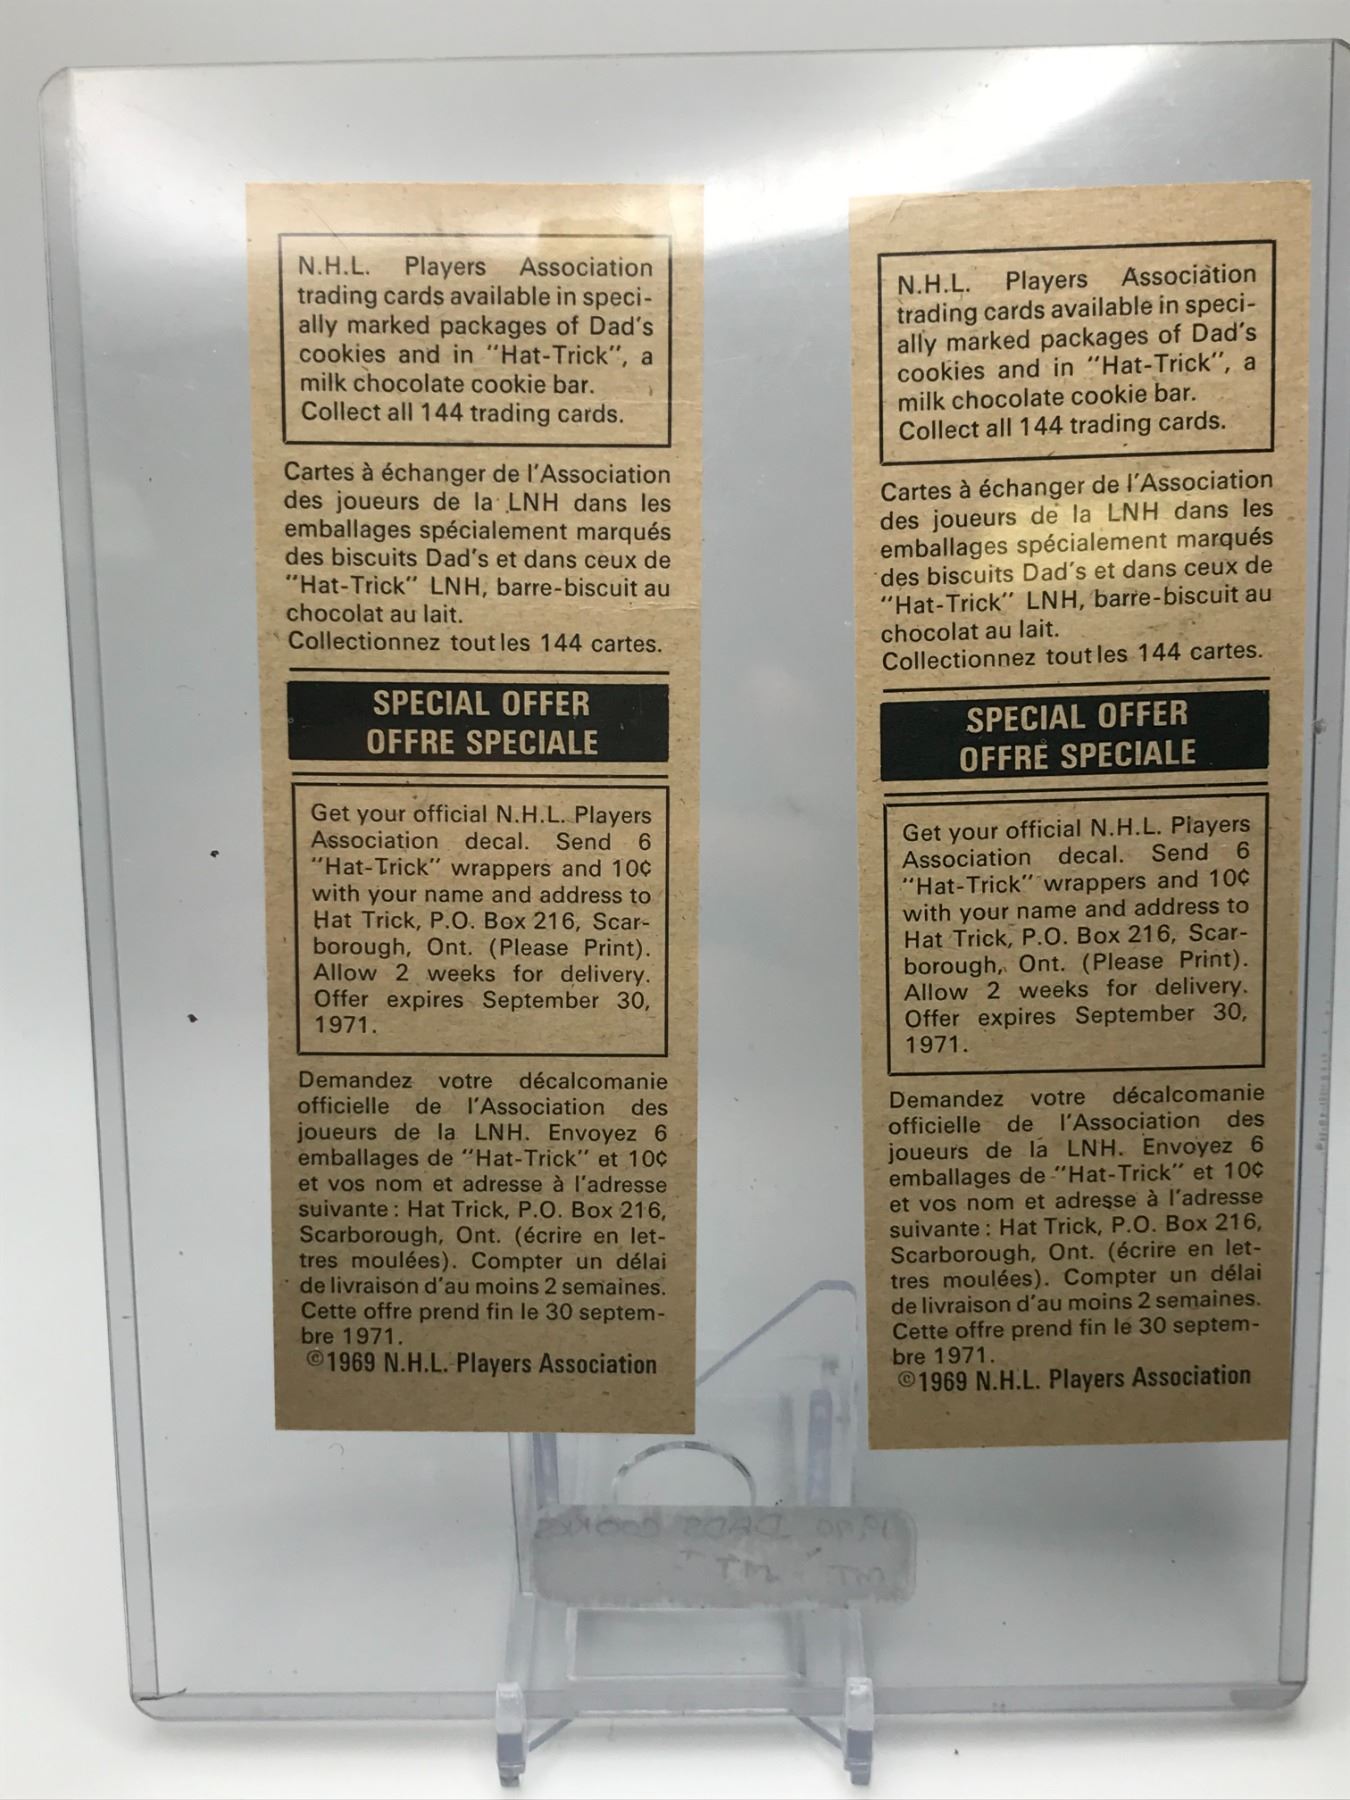 N.H.L. Players Association
trading cards available in speci-
ally marked packages of Dad's
cookies and in "Hat-Trick", a
milk chocolate cookie bar.
Collect all 144 trading cards.
Cartes à échanger de l'Association
des joueurs de la LNH dans les
emballages spécialement marqués
des biscuits Dad's et dans ceux de
"Hat-Trick" LNH, barre-biscuit au
chocolat au lait.
Collectionnez tout les 144 cartes.
SPECIAL OFFER
OFFRE SPECIALE
Get your official N.H.L. Players
Association decal. Send 6
"Hat-Trick" wrappers and 10¢
with your name and address to
Hat Trick, P.O. Box 216, Scar-
borough, Ont. (Please Print).
Allow 2 weeks for delivery.
Offer expires September 30,
1971.
Demandez votre décalcomanie
officielle de l'Association des
joueurs de la LNH. Envoyez 6
emballages de "Hat-Trick" et 10¢
et vos nom et adresse à l'adresse
suivante : Hat Trick, P.O. Box 216,
Scarborough, Ont. (écrire en let-
tres moulées). Compter un délai
de livraison d'au moins 2 semaines.
Cette offre prend fin le 30 septem-
bre 1971.
©1969 N.H.L. Players Association
N.H.L. Players Association
trading cards available in speci-
ally marked packages of Dad's
cookies and in "Hat-Trick", a
milk chocolate cookie bar.
Collect all 144 trading cards.
Cartes à échanger de l'Association
des joueurs de la LNH dans les
emballages spécialement marqués
des biscuits Dad's et dans ceux de
"Hat-Trick" LNH, barre-biscuit au
chocolat au lait.
Collectionnez tout les 144 cartes.
SPECIAL OFFER
OFFRE SPECIALE
Get your official N.H.L. Players
Association decal. Send 6
"Hat-Trick" wrappers and 10¢
with your name and address to
Hat Trick, P.O. Box 216, Scar-
borough, Ont. (Please Print).
Allow 2 weeks for delivery.
Offer expires September 30,
1971.
Demandez votre décalcomanie
officielle de l'Association des
joueurs de la LNH. Envoyez 6
emballages de "Hat-Trick" et 10¢
et vos nom et adresse à l'adresse
suivante : Hat Trick, P.O. Box 216,
Scarborough, Ont. (écrire en let-
tres moulées). Compter un délai
de livraison d'au moins 2 semaines.
Cette offre prend fin le 30 septem-
bre 1971.
©1969 N.H.L. Players Association
DADS COOKIES